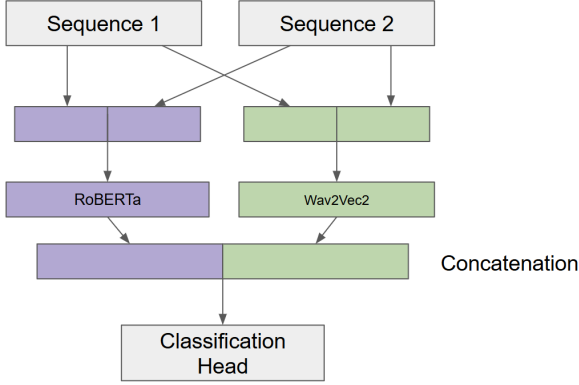 Sequence 1
Sequence 2
RoBERTa
Wav2Vec2
Concatenation
Classification
Head